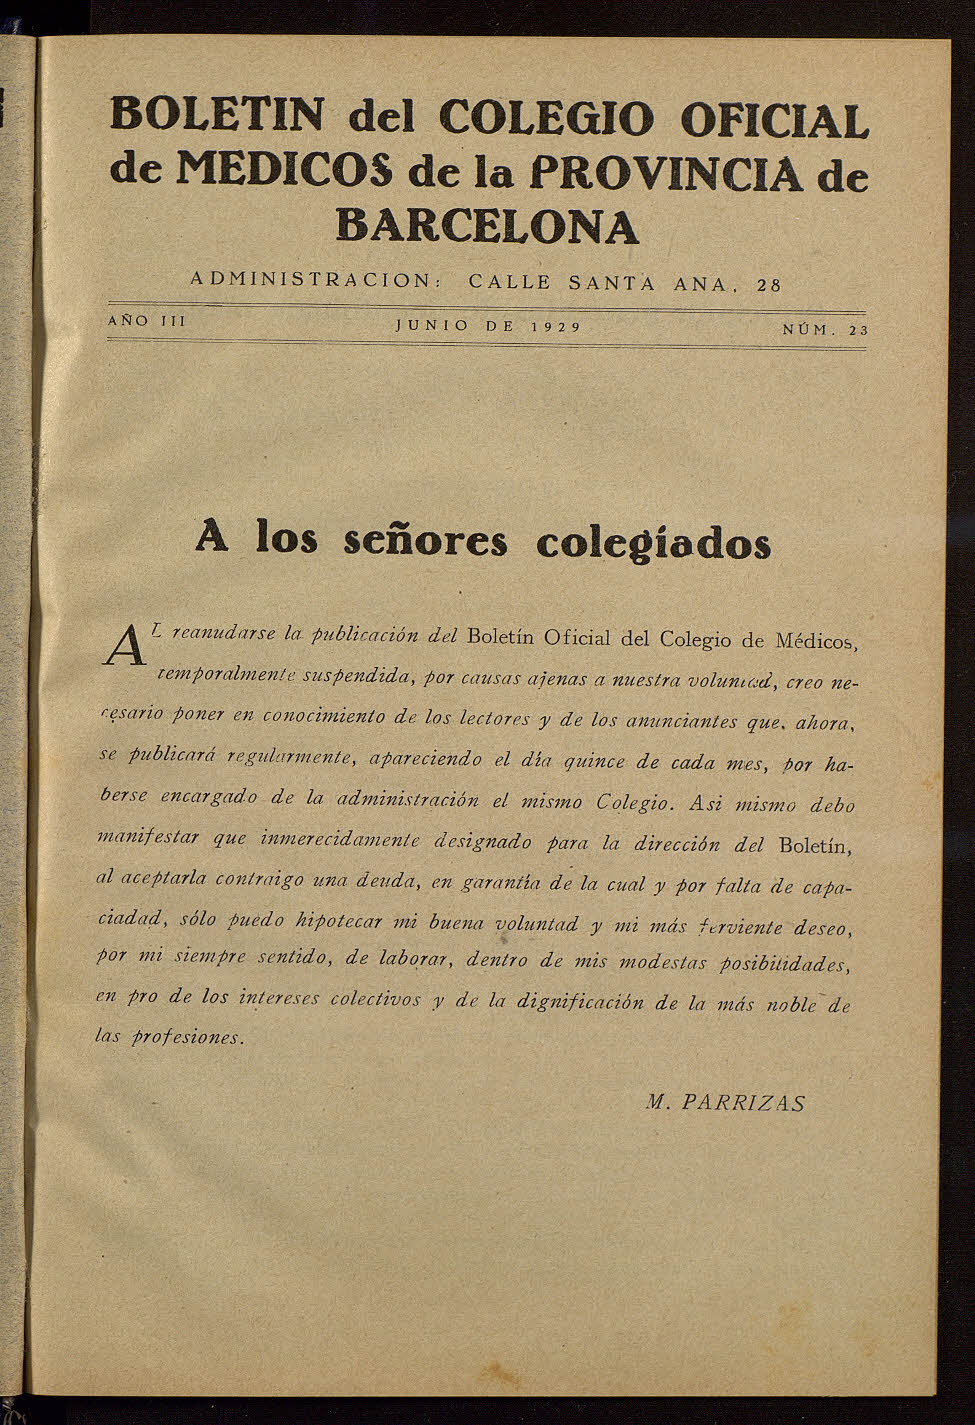 BOLETIN del COLEGIO OFICIAL
de MEDICOS de la PROVINCIA de
BARCELONA
ADMINISTRACION: CALLE SANTA ANA, 28
AÑO III JUNIO DE 1929 NÚM. 23
A los señores colegiados
AL reanudarse la publicación del Boletín Oficial del Colegio de Médicos,
temporalmente suspendida, por causas ajenas a nuestra voluntad, creo ne-
cesario poner en conocimiento de los lectores y de los anunciantes que, ahora,
se publicará regularmente, apareciendo el día quince de cada mes, por ha-
berse encargado de la administración el mismo Colegio. Asi mismo debo
manifestar que inmerecidamente designado para la dirección del Boletín,
al aceptarla contraigo una deuda, en garantía de la cual y por falta de capa-
ciadad, sólo puedo hipotecar mi buena voluntad y mi más ferviente deseo,
por mi siempre sentido, de laborar, dentro de mis modestas posibilidades,
en pro de los intereses colectivos y de la dignificación de la más noble de
las profesiones.
M. PARRIZAS